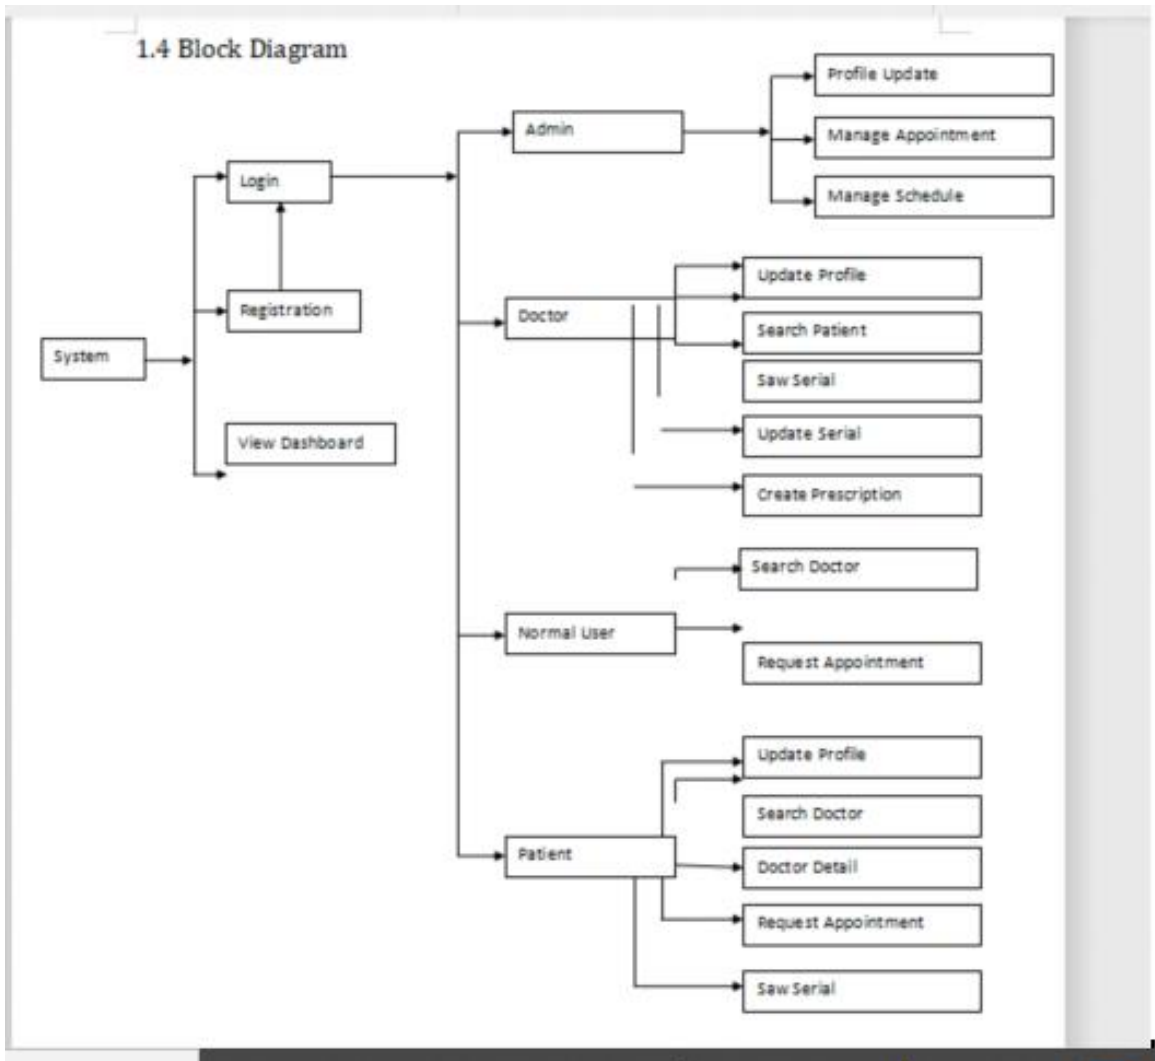 1.4 Block Diagram
System
Login
Registration
View Dashboard
Admin
Profile Update
Manage Appointment
Manage Schedule
Doctor
Update Profile
Search Patient
Saw Serial
Update Serial
Create Prescription
Normal User
Search Doctor
Request Appointment
Patient
Update Profile
Search Doctor
Doctor Detail
Request Appointment
Saw Serial